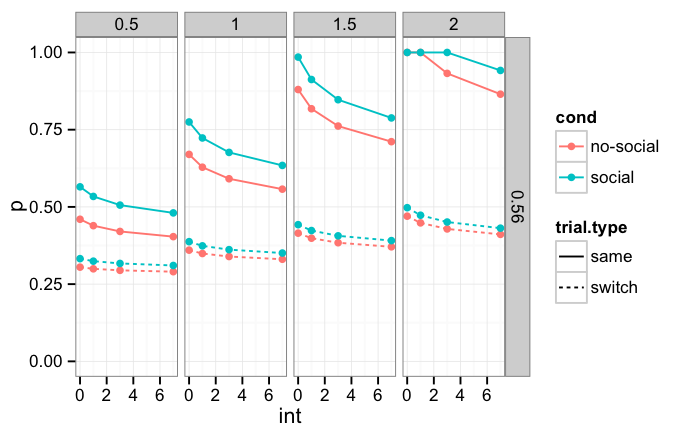 0.5 1 1.5 2
1.00
0.75
0.50
0.25
0.00
p
0.56
0 2 4 6 0 2 4 6 0 2 4 6 0 2 4 6
int
cond
no-social
social
trial.type
same
switch